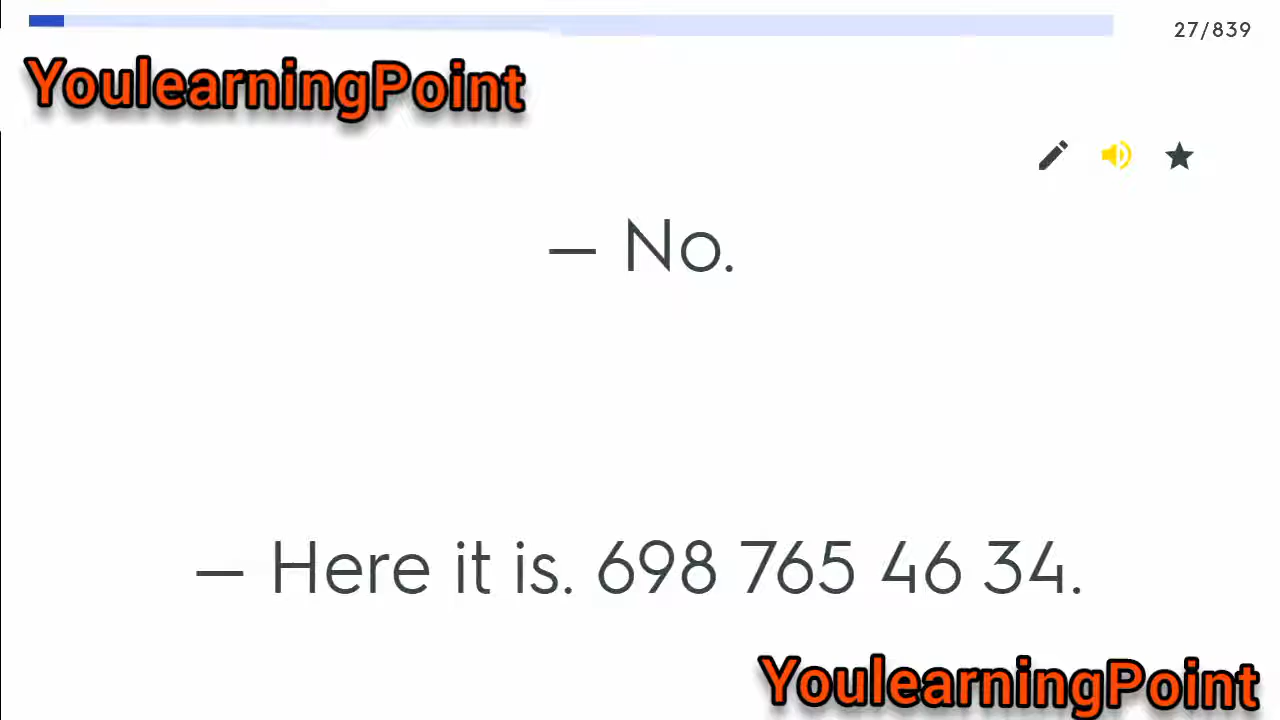 27/839
YoulearningPoint
– No.
– Here it is. 698 765 46 34.
YoulearningPoint